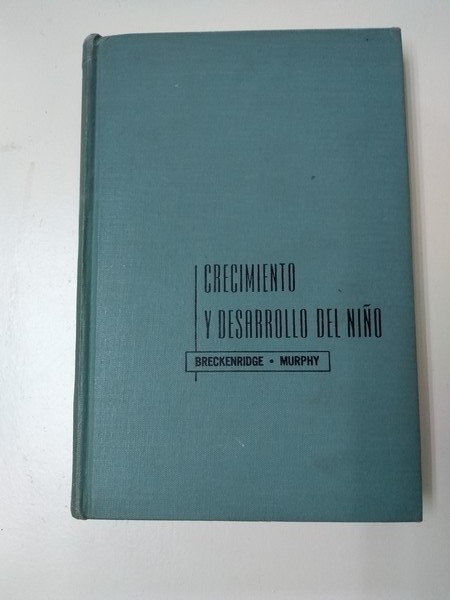 CRECIMIENTO
Y DESARROLLO DEL NIÑO
BRECKENRIDGE • MURPHY